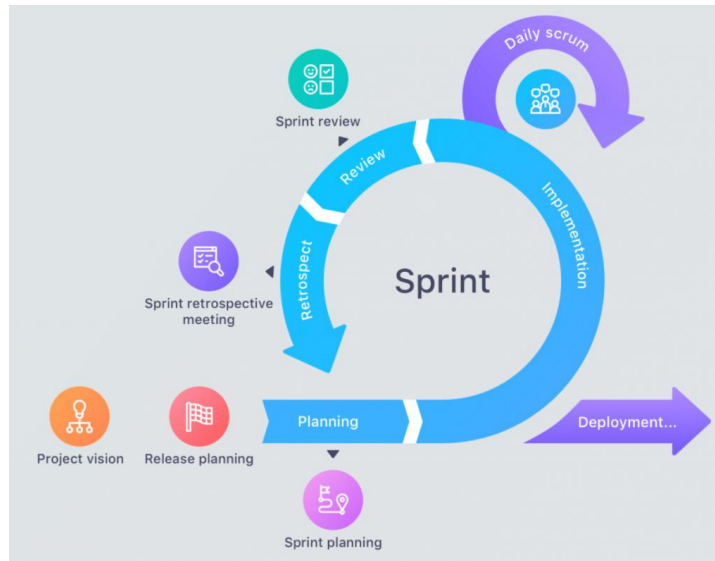 Daily scrum
Sprint review
Review
Implementation
Retrospect
Sprint
Sprint retrospective
meeting
Project vision
Release planning
Planning
Deployment...
Sprint planning